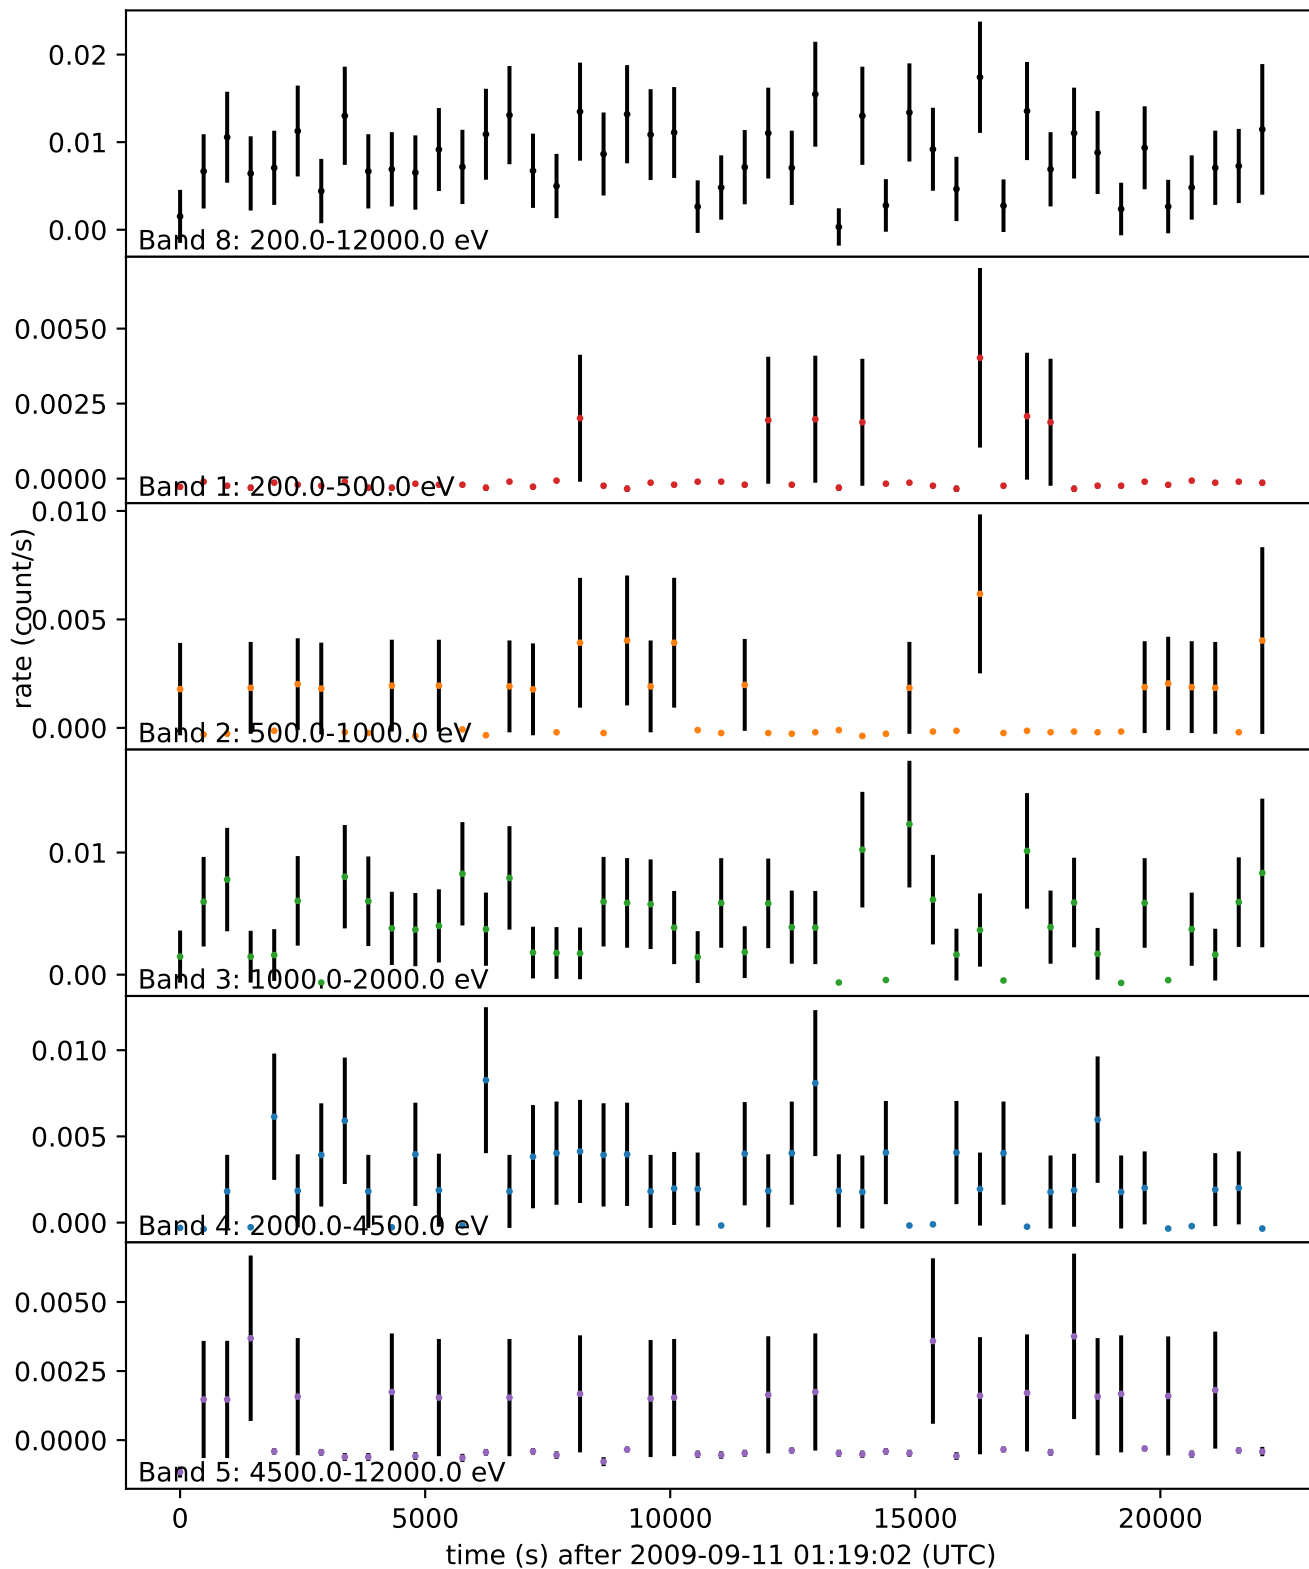 0.02
0.01
0.00
Band 8: 200.0-12000.0 eV
0.0050
0.0025
0.0000
Band 1: 200.0-500.0 eV
rate (count/s)
0.010
0.005
0.000
Band 2: 500.0-1000.0 eV
0.01
0.00
Band 3: 1000.0-2000.0 eV
0.010
0.005
0.000
Band 4: 2000.0-4500.0 eV
0.0050
0.0025
0.0000
Band 5: 4500.0-12000.0 eV
0 5000 10000 15000 20000
time (s) after 2009-09-11 01:19:02 (UTC)